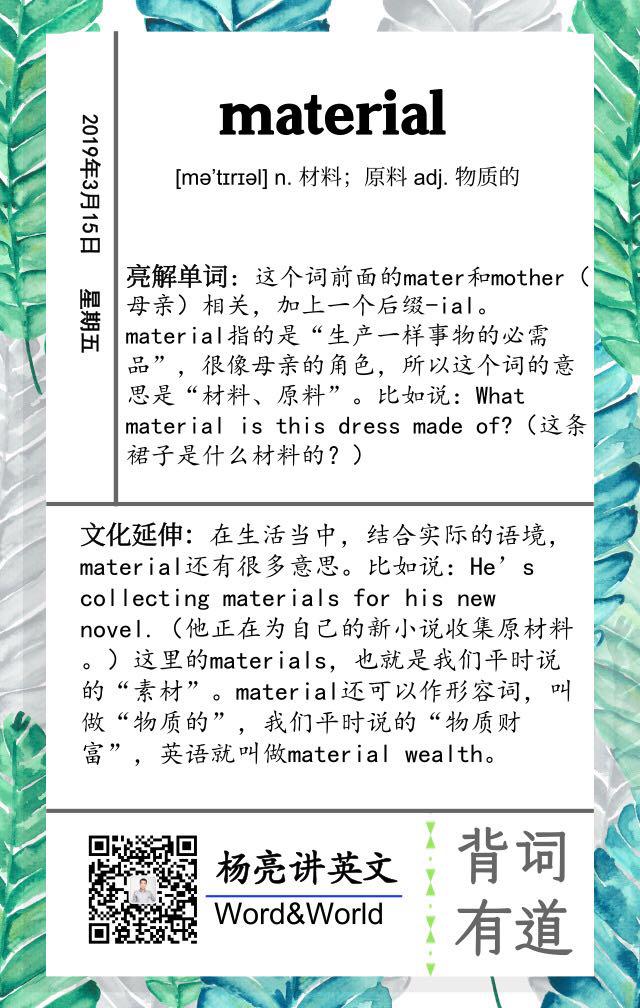 material
[mə'tɪrɪəl] n. 材料；原料 adj. 物质的
2019年3月15日 星期五
亮解单词：这个词前面的mater和mother（
母亲）相关，加上一个后缀-ial。
material指的是“生产一样事物的必需
品”，很像母亲的角色，所以这个词的意
思是“材料、原料”。比如说：What
material is this dress made of?（这条
裙子是什么材料的？）
文化延伸：在生活当中，结合实际的语境，
material还有很多意思。比如说：He’s
collecting materials for his new
novel.（他正在为自己的新小说收集原材料
。）这里的materials，也就是我们平时说
的“素材”。material还可以作形容词，叫
做“物质的”，我们平时说的“物质财
富”，英语就叫做material wealth。
杨亮讲英文
Word&World
背词
有道